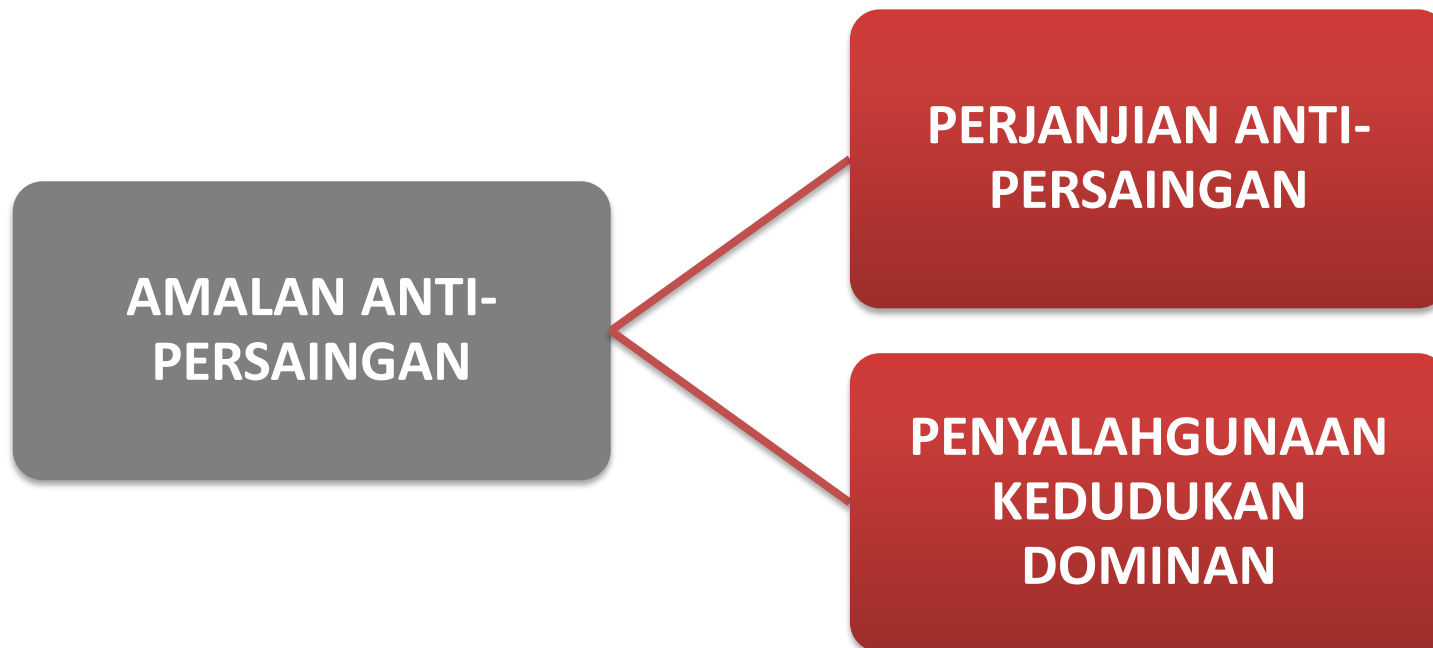 AMALAN ANTI-
PERSAINGAN
PERJANJIAN ANTI-
PERSAINGAN
PENYALAHGUNAAN
KEDUDUKAN
DOMINAN